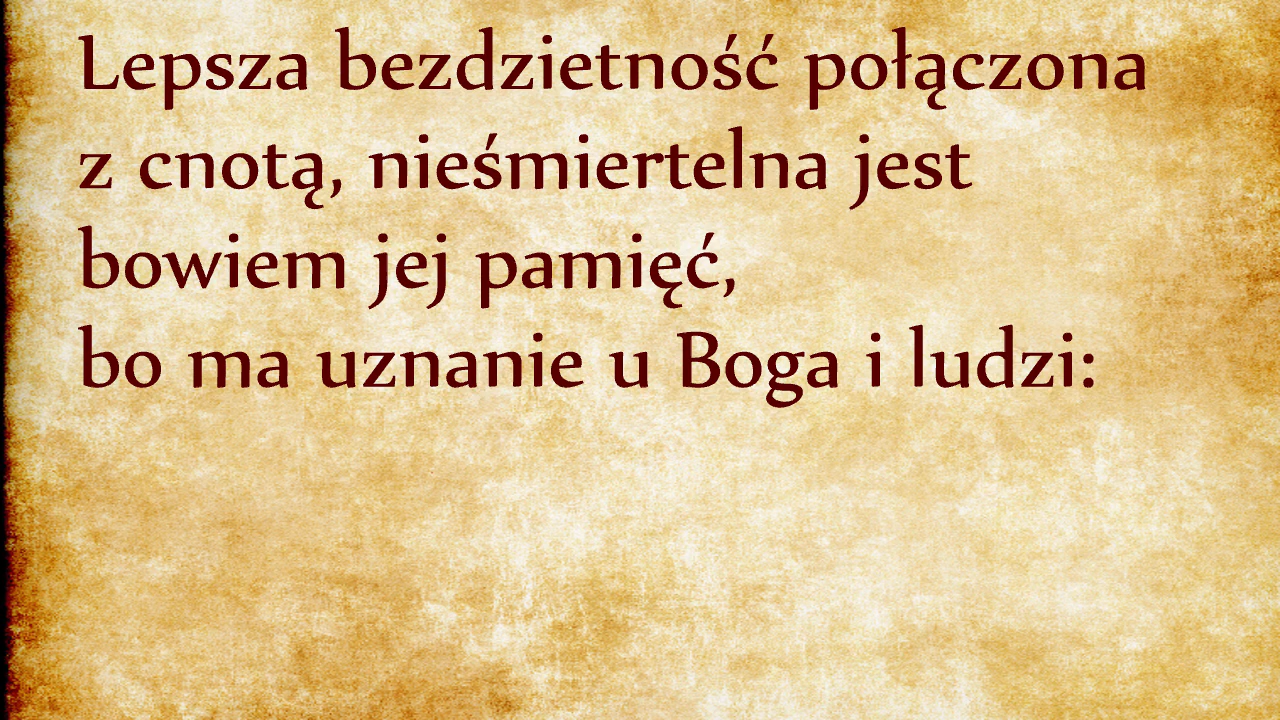 Lepsza bezdzietność połączona
z cnotą, nieśmiertelna jest
bowiem jej pamięć,
bo ma uznanie u Boga i ludzi: